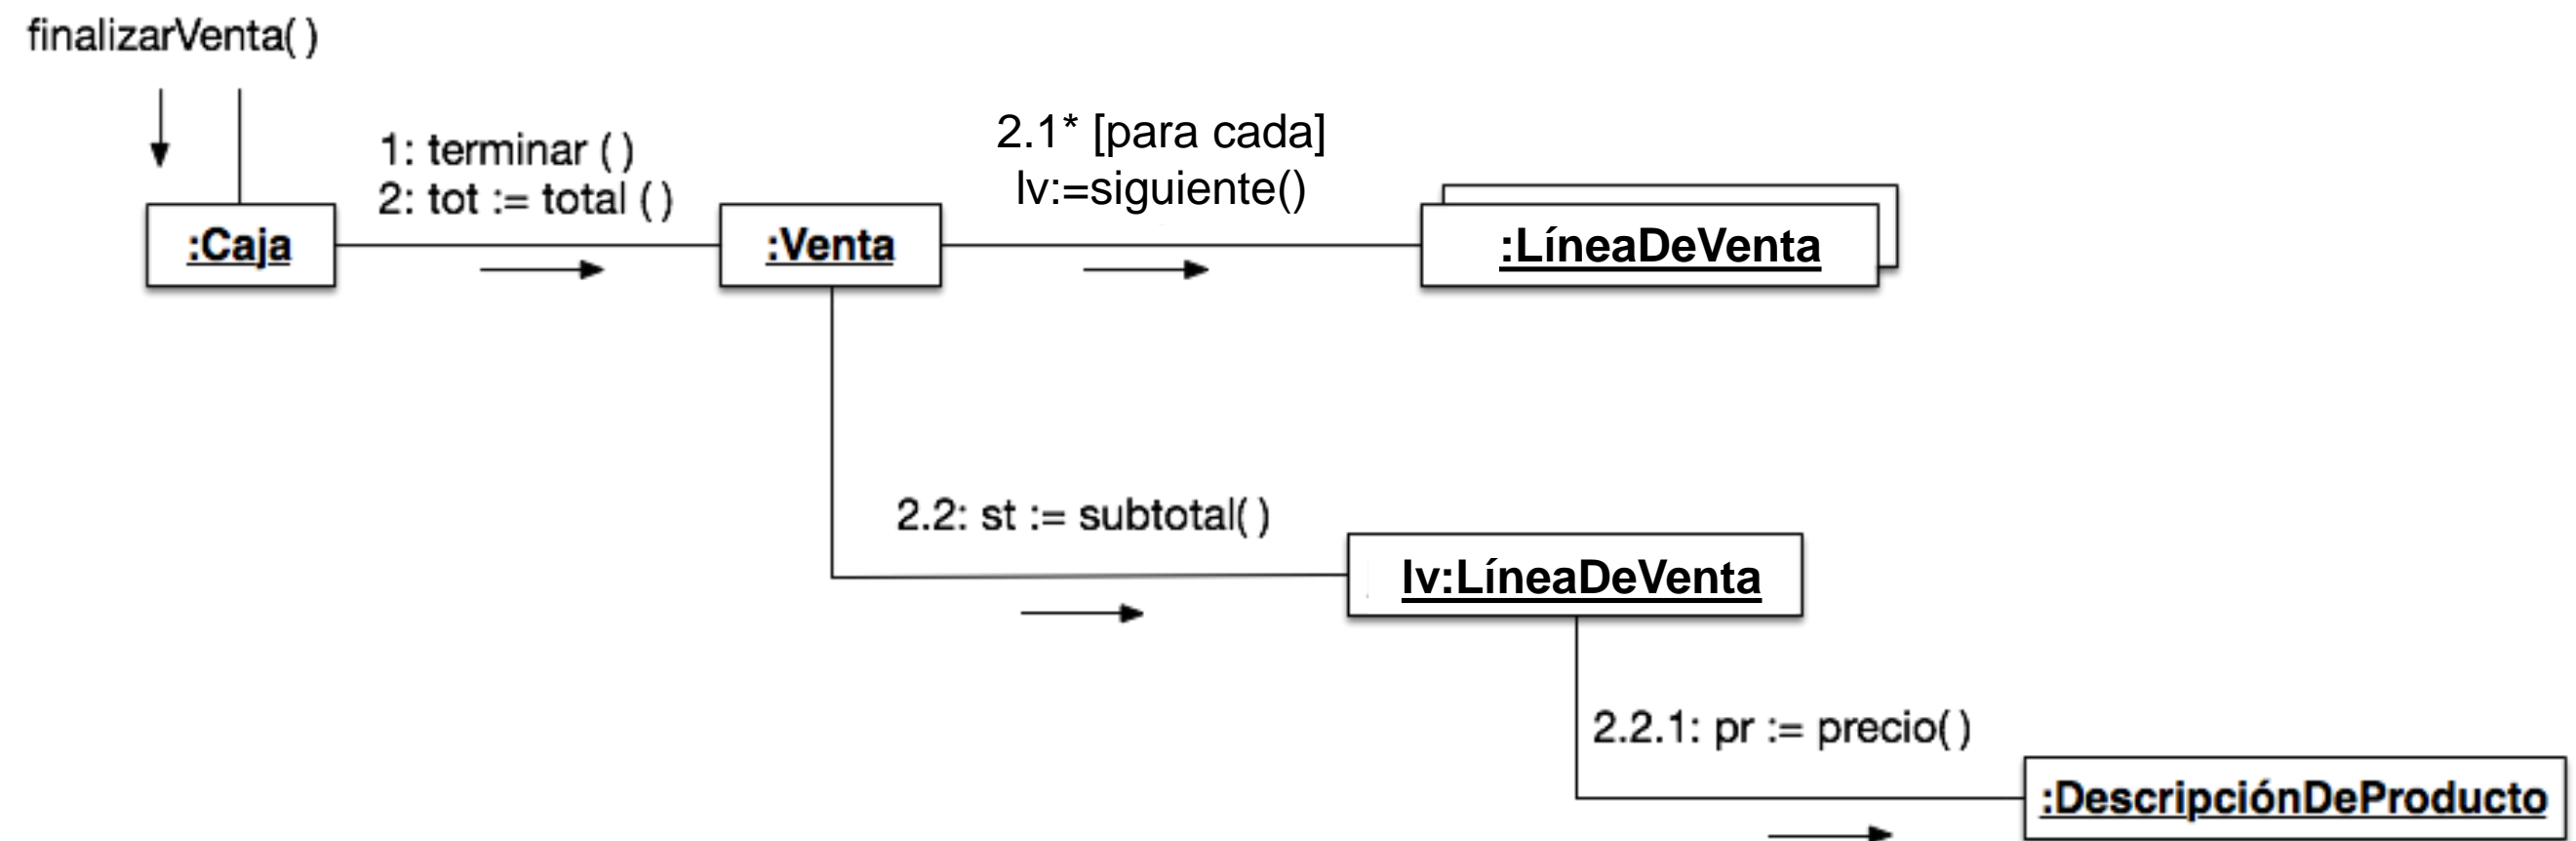 finalizarVenta( )
1: terminar ( )
2: tot := total ( )
2.1* [para cada]
lv:=siguiente()
:Caja
:Venta
:LíneaDeVenta
2.2: st := subtotal( )
lv:LíneaDeVenta
2.2.1: pr := precio( )
:DescripciónDeProducto